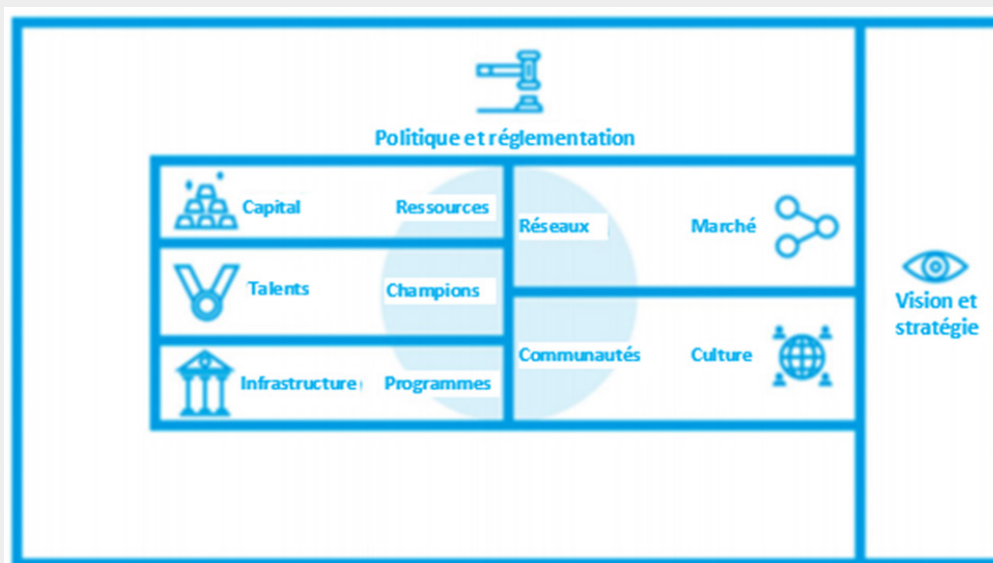 Politique et réglementation
Capital Ressources
Réseaux Marché
Talents Champions
Vision et
stratégie
Communautés Culture
Infrastructure Programmes